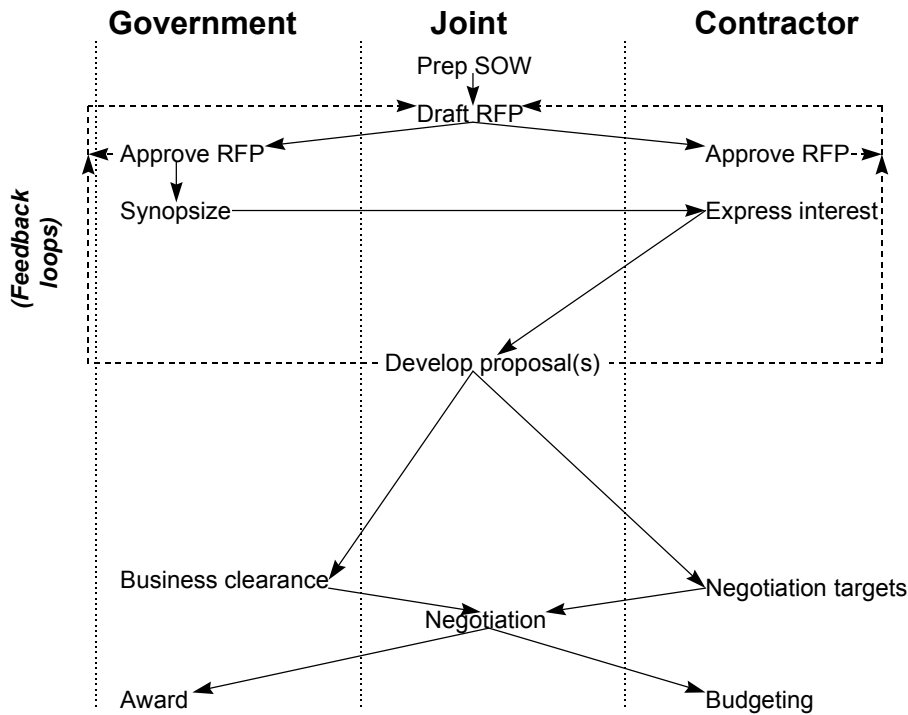 Government
Joint
Contractor
Prep SOW
Draft RFP
Approve RFP
Approve RFP
Synopsize
Express interest
(Feedback
loops)
Develop proposal(s)
Business clearance
Negotiation targets
Negotiation
Award
Budgeting